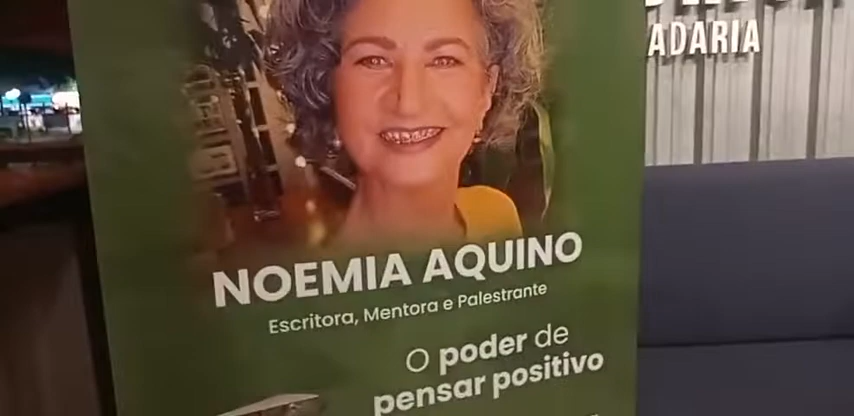 ADARIA
NOEMIA AQUINO
Escritora, Mentora e Palestrante
O poder de
pensar positivo